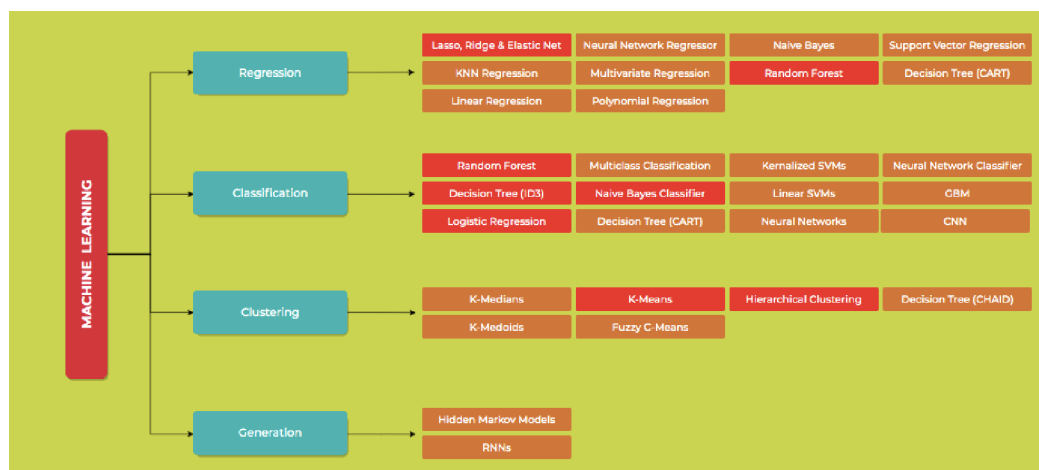 MACHINE LEARNING
Regression
Lasso, Ridge & Elastic Net
Neural Network Regressor
Naive Bayes
Support Vector Regression
KNN Regression
Multivariate Regression
Random Forest
Decision Tree (CART)
Linear Regression
Polynomial Regression
Classification
Random Forest
Multiclass Classification
Kernalized SVMs
Neural Network Classifier
Decision Tree (ID3)
Naive Bayes Classifier
Linear SVMs
GBM
Logistic Regression
Decision Tree (CART)
Neural Networks
CNN
Clustering
K-Medians
K-Means
Hierarchical Clustering
Decision Tree (CHAID)
K-Medoids
Fuzzy C-Means
Generation
Hidden Markov Models
RNNs